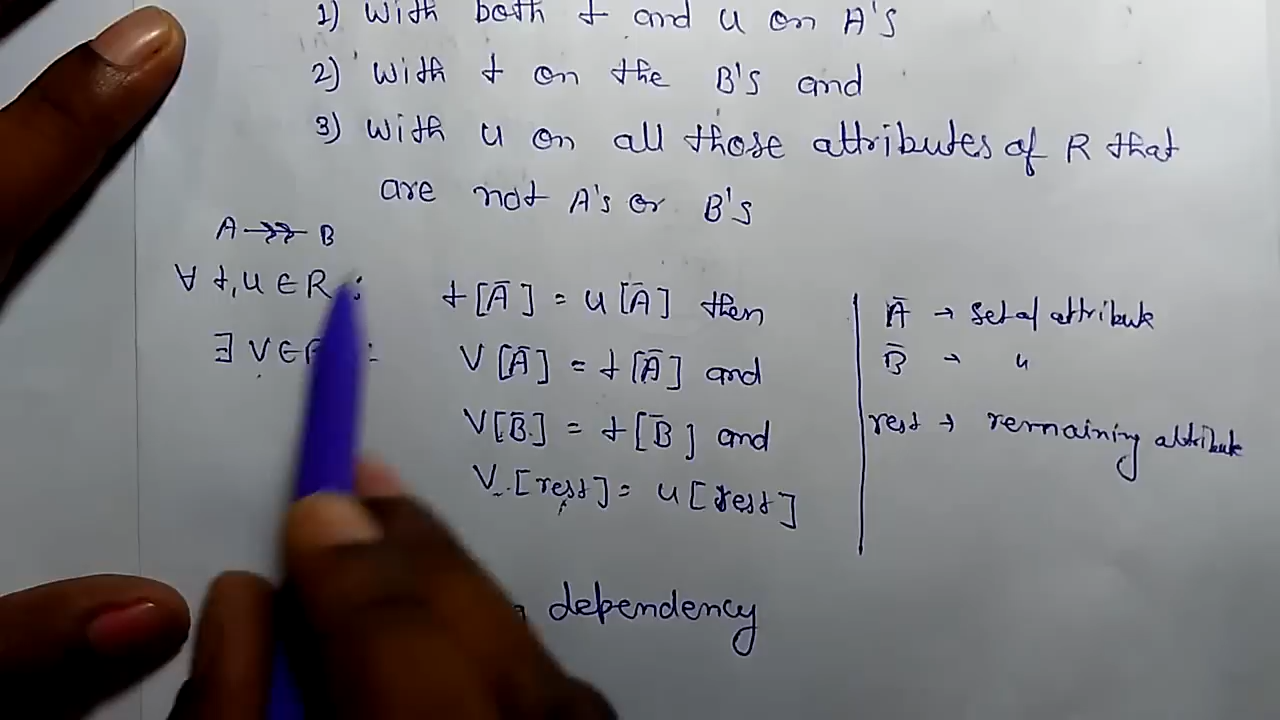 1) With both t and u on A's
2) With t on the B's and
3) With u on all those attributes of R that
are not A's or B's
A →→ B
∀ t,u ∈ R : t[Ā] = u[Ā] then
∃ V ∈ : V[Ā] = t[Ā] and
V[B̄] = t[B̄] and
V.[rest] = u[rest]
Ā → set of attribute
B̄ → u
rest → remaining attribute
dependency